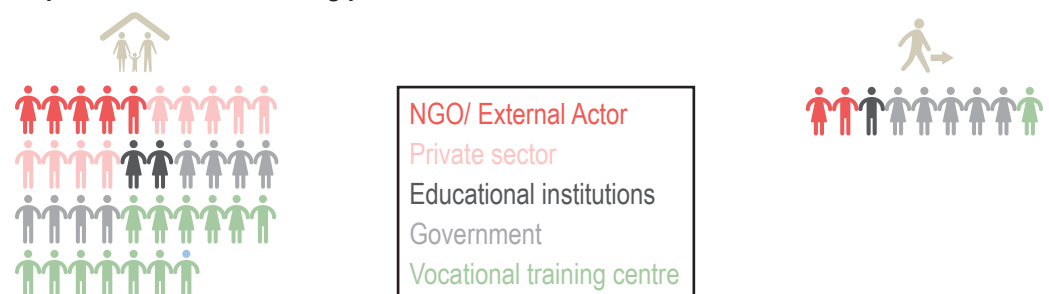 NGO/ External Actor
Private sector
Educational institutions
Government
Vocational training centre